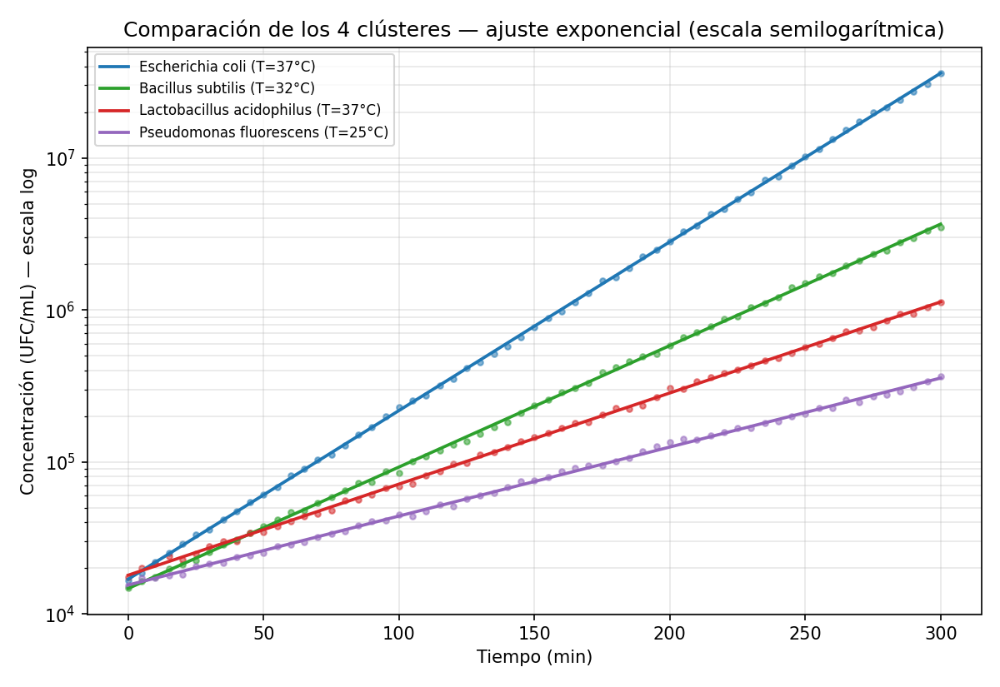 Comparación de los 4 clústeres — ajuste exponencial (escala semilogarítmica)
Escherichia coli (T=37°C)
Bacillus subtilis (T=32°C)
Lactobacillus acidophilus (T=37°C)
Pseudomonas fluorescens (T=25°C)
Concentración (UFC/mL) — escala log
10⁷
10⁶
10⁵
10⁴
0 50 100 150 200 250 300
Tiempo (min)